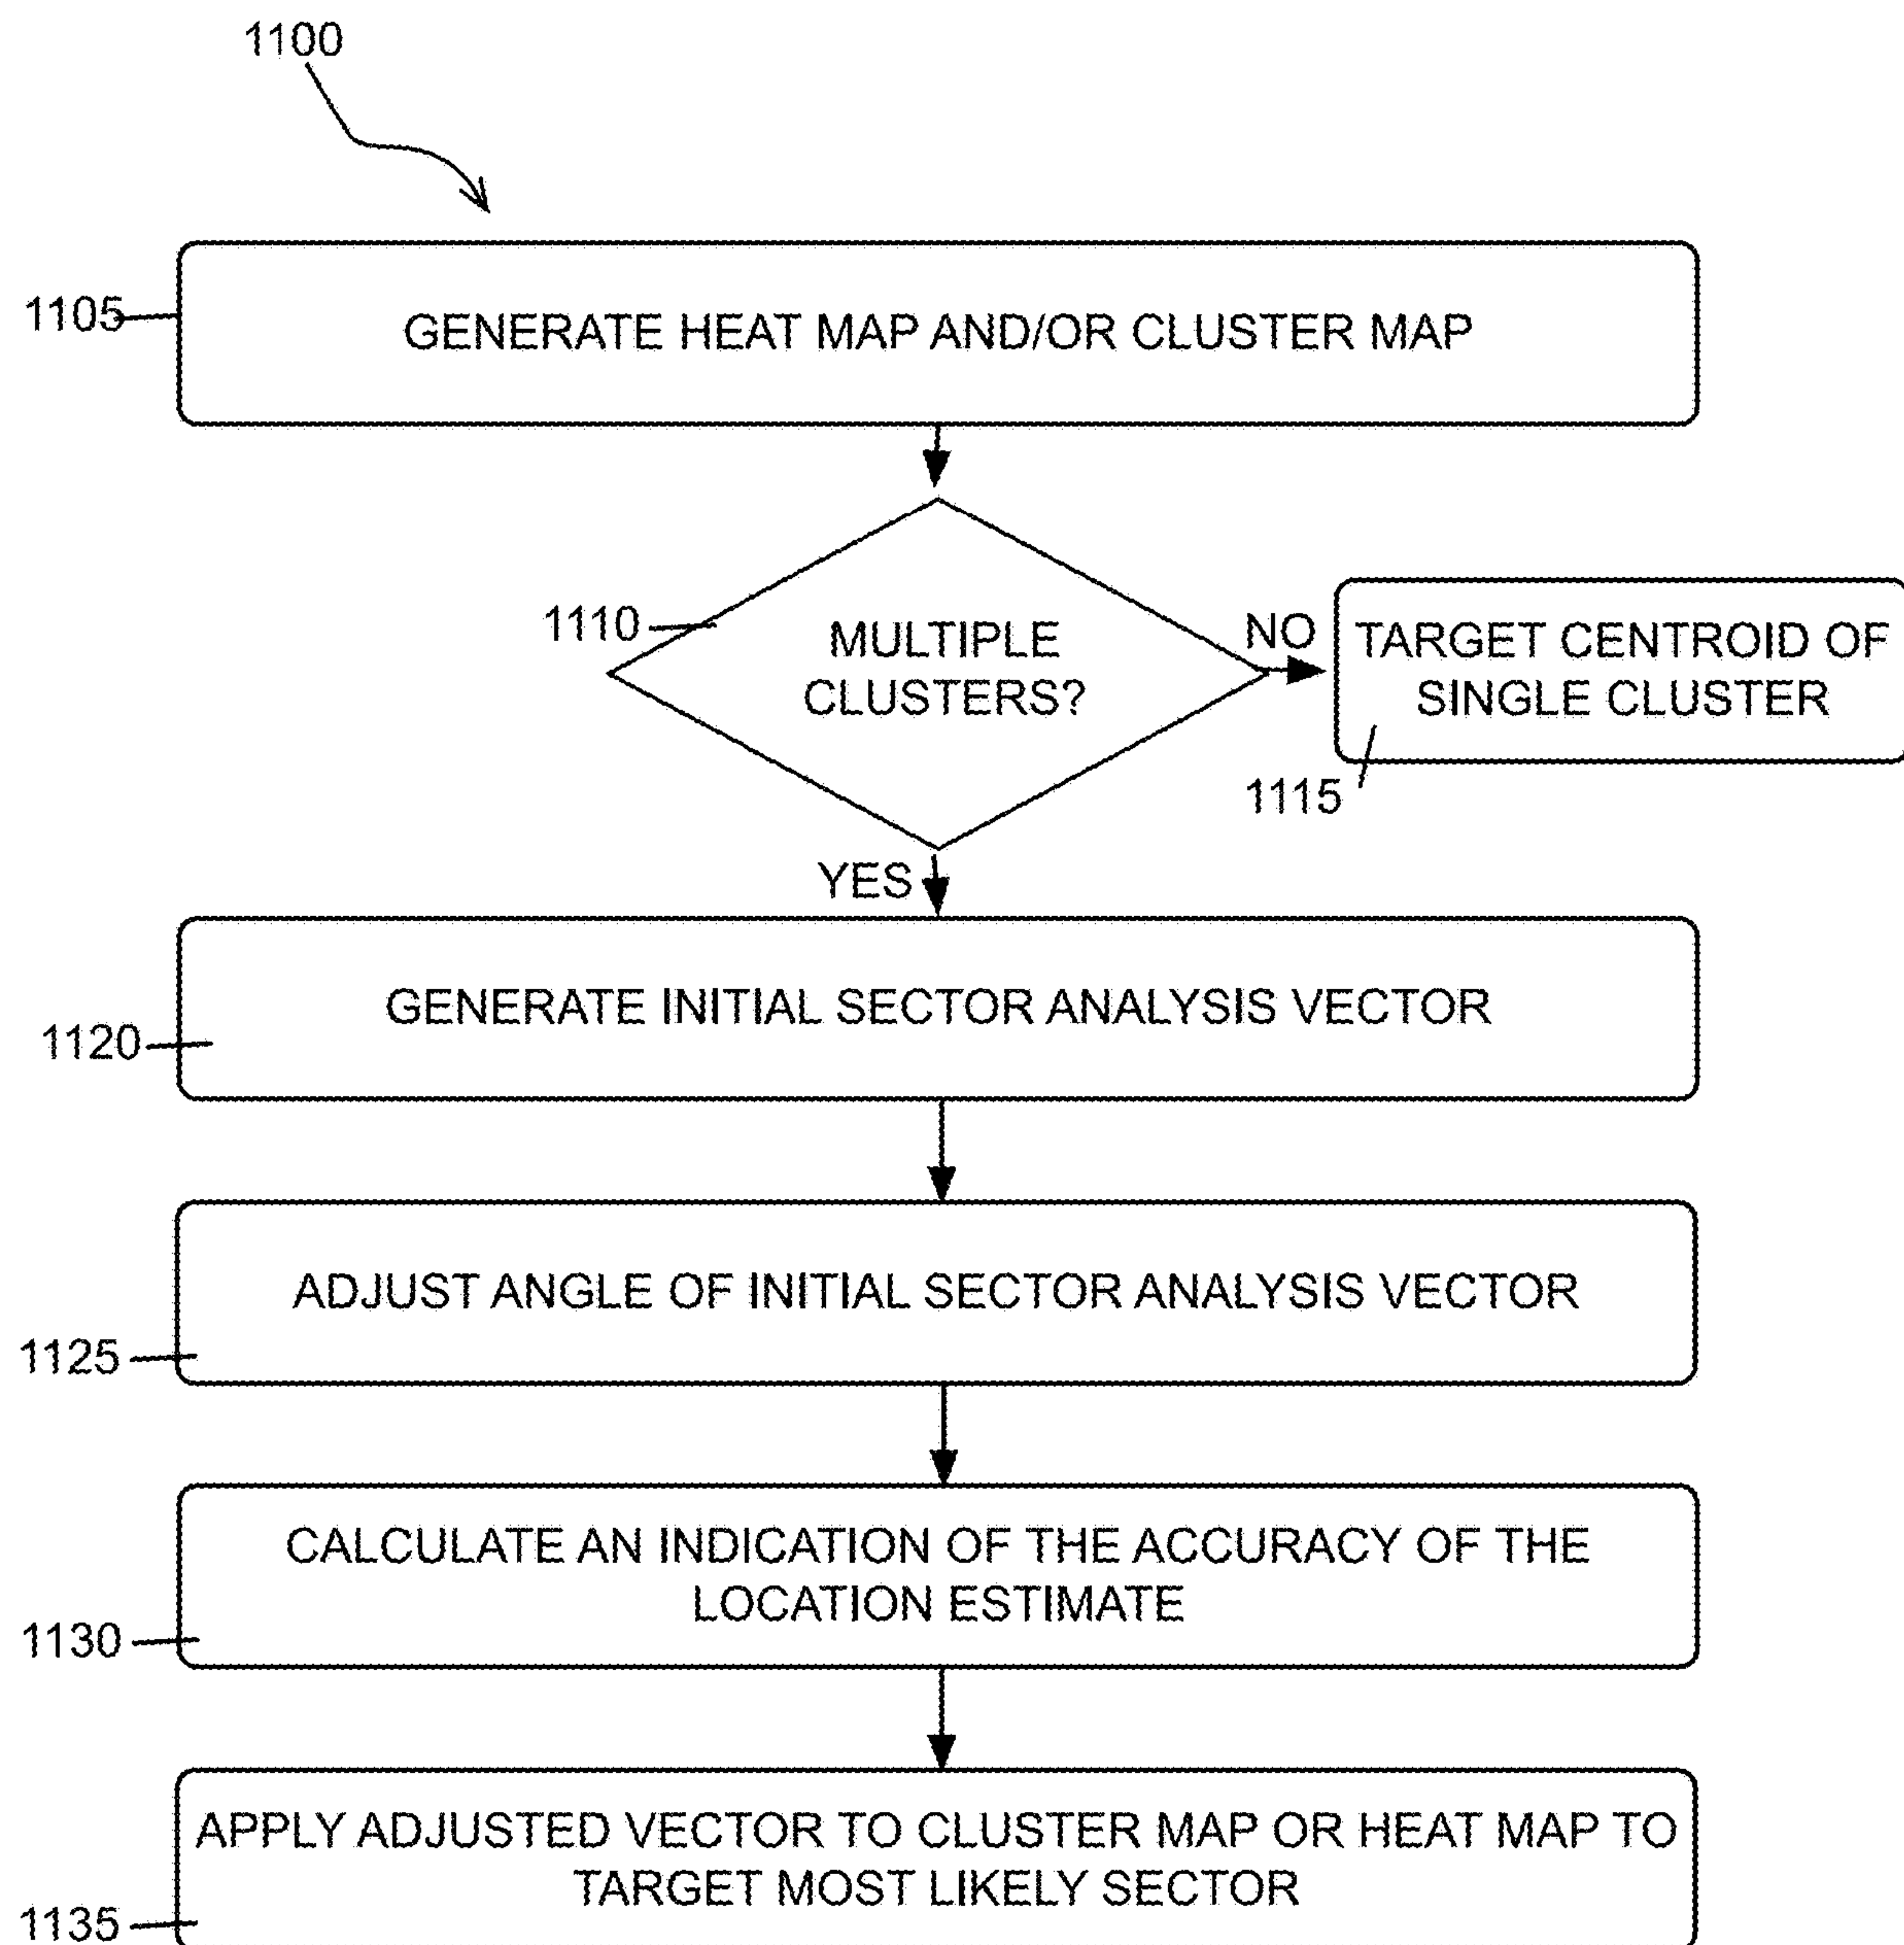 1100
1105
GENERATE HEAT MAP AND/OR CLUSTER MAP
1110
MULTIPLE
CLUSTERS?
NO
TARGET CENTROID OF
SINGLE CLUSTER
1115
YES
GENERATE INITIAL SECTOR ANALYSIS VECTOR
1120
ADJUST ANGLE OF INITIAL SECTOR ANALYSIS VECTOR
1125
CALCULATE AN INDICATION OF THE ACCURACY OF THE
LOCATION ESTIMATE
1130
APPLY ADJUSTED VECTOR TO CLUSTER MAP OR HEAT MAP TO
TARGET MOST LIKELY SECTOR
1135